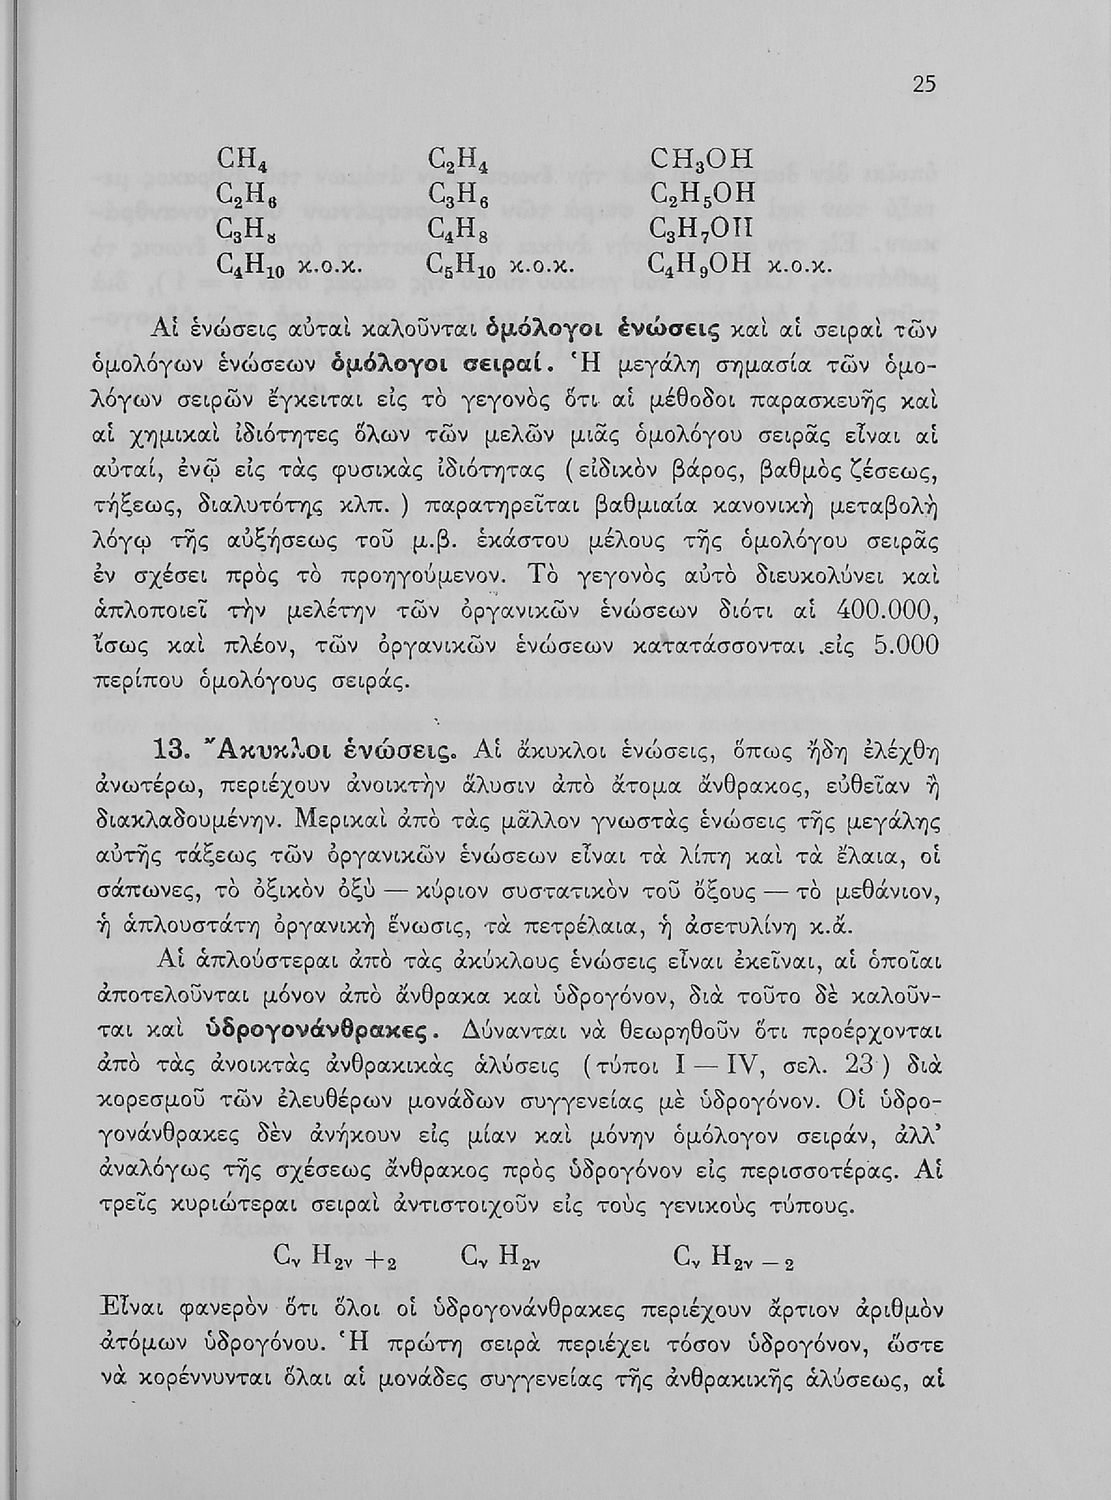 25
CH₄ C₂H₄ CH₃OH
C₂H₆ C₃H₆ C₂H₅OH
C₃H₈ C₄H₈ C₃H₇OH
C₄H₁₀ κ.ο.κ. C₅H₁₀ κ.ο.κ. C₄H₉OH κ.ο.κ.
Αἱ ἑνώσεις αὗται καλοῦνται ὁμόλογοι ἑνώσεις καὶ αἱ σειραὶ τῶν
ὁμολόγων ἑνώσεων ὁμόλογοι σειραί. Ἡ μεγάλη σημασία τῶν ὁμο-
λόγων σειρῶν ἔγκειται εἰς τὸ γεγονὸς ὅτι αἱ μέθοδοι παρασκευῆς καὶ
αἱ χημικαὶ ἰδιότητες ὅλων τῶν μελῶν μιᾶς ὁμολόγου σειρᾶς εἶναι αἱ
αὐταί, ἐνῷ εἰς τὰς φυσικὰς ἰδιότητας (εἰδικὸν βάρος, βαθμὸς ζέσεως,
τήξεως, διαλυτότης κλπ. ) παρατηρεῖται βαθμιαία κανονικὴ μεταβολὴ
λόγῳ τῆς αὐξήσεως τοῦ μ.β. ἑκάστου μέλους τῆς ὁμολόγου σειρᾶς
ἐν σχέσει πρὸς τὸ προηγούμενον. Τὸ γεγονὸς αὐτὸ διευκολύνει καὶ
ἁπλοποιεῖ τὴν μελέτην τῶν ὀργανικῶν ἑνώσεων διότι αἱ 400.000,
ἴσως καὶ πλέον, τῶν ὀργανικῶν ἑνώσεων κατατάσσονται εἰς 5.000
περίπου ὁμολόγους σειράς.
13. Ἄκυκλοι ἑνώσεις. Αἱ ἄκυκλοι ἑνώσεις, ὅπως ἤδη ἐλέχθη
ἀνωτέρω, περιέχουν ἀνοικτὴν ἅλυσιν ἀπὸ ἄτομα ἄνθρακος, εὐθεῖαν ἢ
διακλαδουμένην. Μερικαὶ ἀπὸ τὰς μᾶλλον γνωστὰς ἑνώσεις τῆς μεγάλης
αὐτῆς τάξεως τῶν ὀργανικῶν ἑνώσεων εἶναι τὰ λίπη καὶ τὰ ἔλαια, οἱ
σάπωνες, τὸ ὀξικὸν ὀξὺ — κύριον συστατικὸν τοῦ ὄξους — τὸ μεθάνιον,
ἡ ἁπλουστάτη ὀργανικὴ ἕνωσις, τὰ πετρέλαια, ἡ ἀσετυλίνη κ.ἄ.
Αἱ ἁπλούστεραι ἀπὸ τὰς ἀκύκλους ἑνώσεις εἶναι ἐκεῖναι, αἱ ὁποῖαι
ἀποτελοῦνται μόνον ἀπὸ ἄνθρακα καὶ ὑδρογόνον, διὰ τοῦτο δὲ καλοῦν-
ται καὶ ὑδρογονάνθρακες. Δύνανται νὰ θεωρηθοῦν ὅτι προέρχονται
ἀπὸ τὰς ἀνοικτὰς ἀνθρακικὰς ἁλύσεις (τύποι I — IV, σελ. 23) διὰ
κορεσμοῦ τῶν ἐλευθέρων μονάδων συγγενείας μὲ ὑδρογόνον. Οἱ ὑδρο-
γονάνθρακες δὲν ἀνήκουν εἰς μίαν καὶ μόνην ὁμόλογον σειράν, ἀλλ'
ἀναλόγως τῆς σχέσεως ἄνθρακος πρὸς ὑδρογόνον εἰς περισσοτέρας. Αἱ
τρεῖς κυριώτεραι σειραὶ ἀντιστοιχοῦν εἰς τοὺς γενικοὺς τύπους.
Cᵥ H₂ᵥ +₂ Cᵥ H₂ᵥ Cᵥ H₂ᵥ — ₂
Εἶναι φανερὸν ὅτι ὅλοι οἱ ὑδρογονάνθρακες περιέχουν ἄρτιον ἀριθμὸν
ἀτόμων ὑδρογόνου. Ἡ πρώτη σειρὰ περιέχει τόσον ὑδρογόνον, ὥστε
νὰ κορέννυνται ὅλαι αἱ μονάδες συγγενείας τῆς ἀνθρακικῆς ἁλύσεως, αἱ